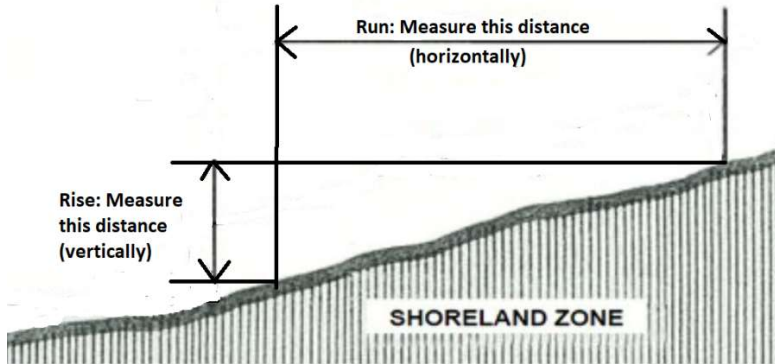 Run: Measure this distance
(horizontally)
Rise: Measure
this distance
(vertically)
SHORELAND ZONE